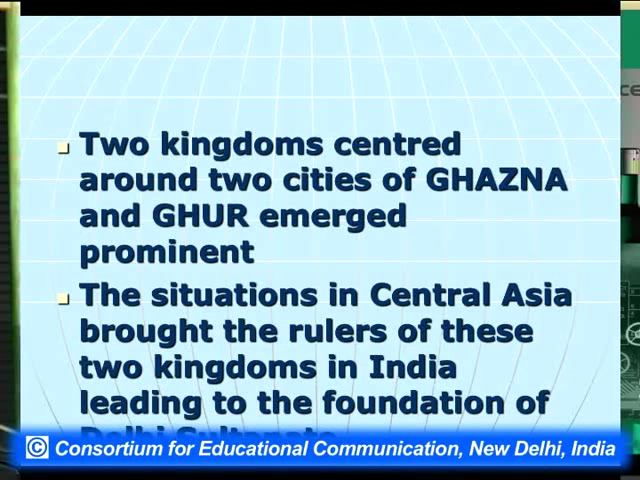 Two kingdoms centred
around two cities of GHAZNA
and GHUR emerged
prominent
The situations in Central Asia
brought the rulers of these
two kingdoms in India
leading to the foundation of
Delhi Sultanate
© Consortium for Educational Communication, New Delhi, India